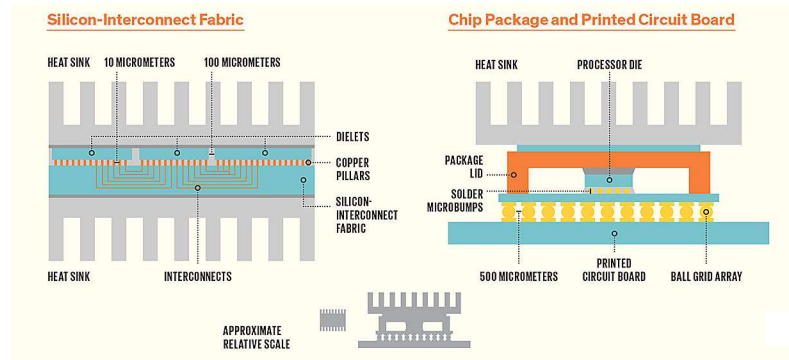 Silicon-Interconnect Fabric
HEAT SINK 10 MICROMETERS 100 MICROMETERS
DIELETS
COPPER
PILLARS
SILICON-
INTERCONNECT
FABRIC
HEAT SINK INTERCONNECTS
Chip Package and Printed Circuit Board
HEAT SINK PROCESSOR DIE
PACKAGE
LID
SOLDER
MICROBUMPS
500 MICROMETERS
PRINTED
CIRCUIT BOARD
BALL GRID ARRAY
APPROXIMATE
RELATIVE SCALE